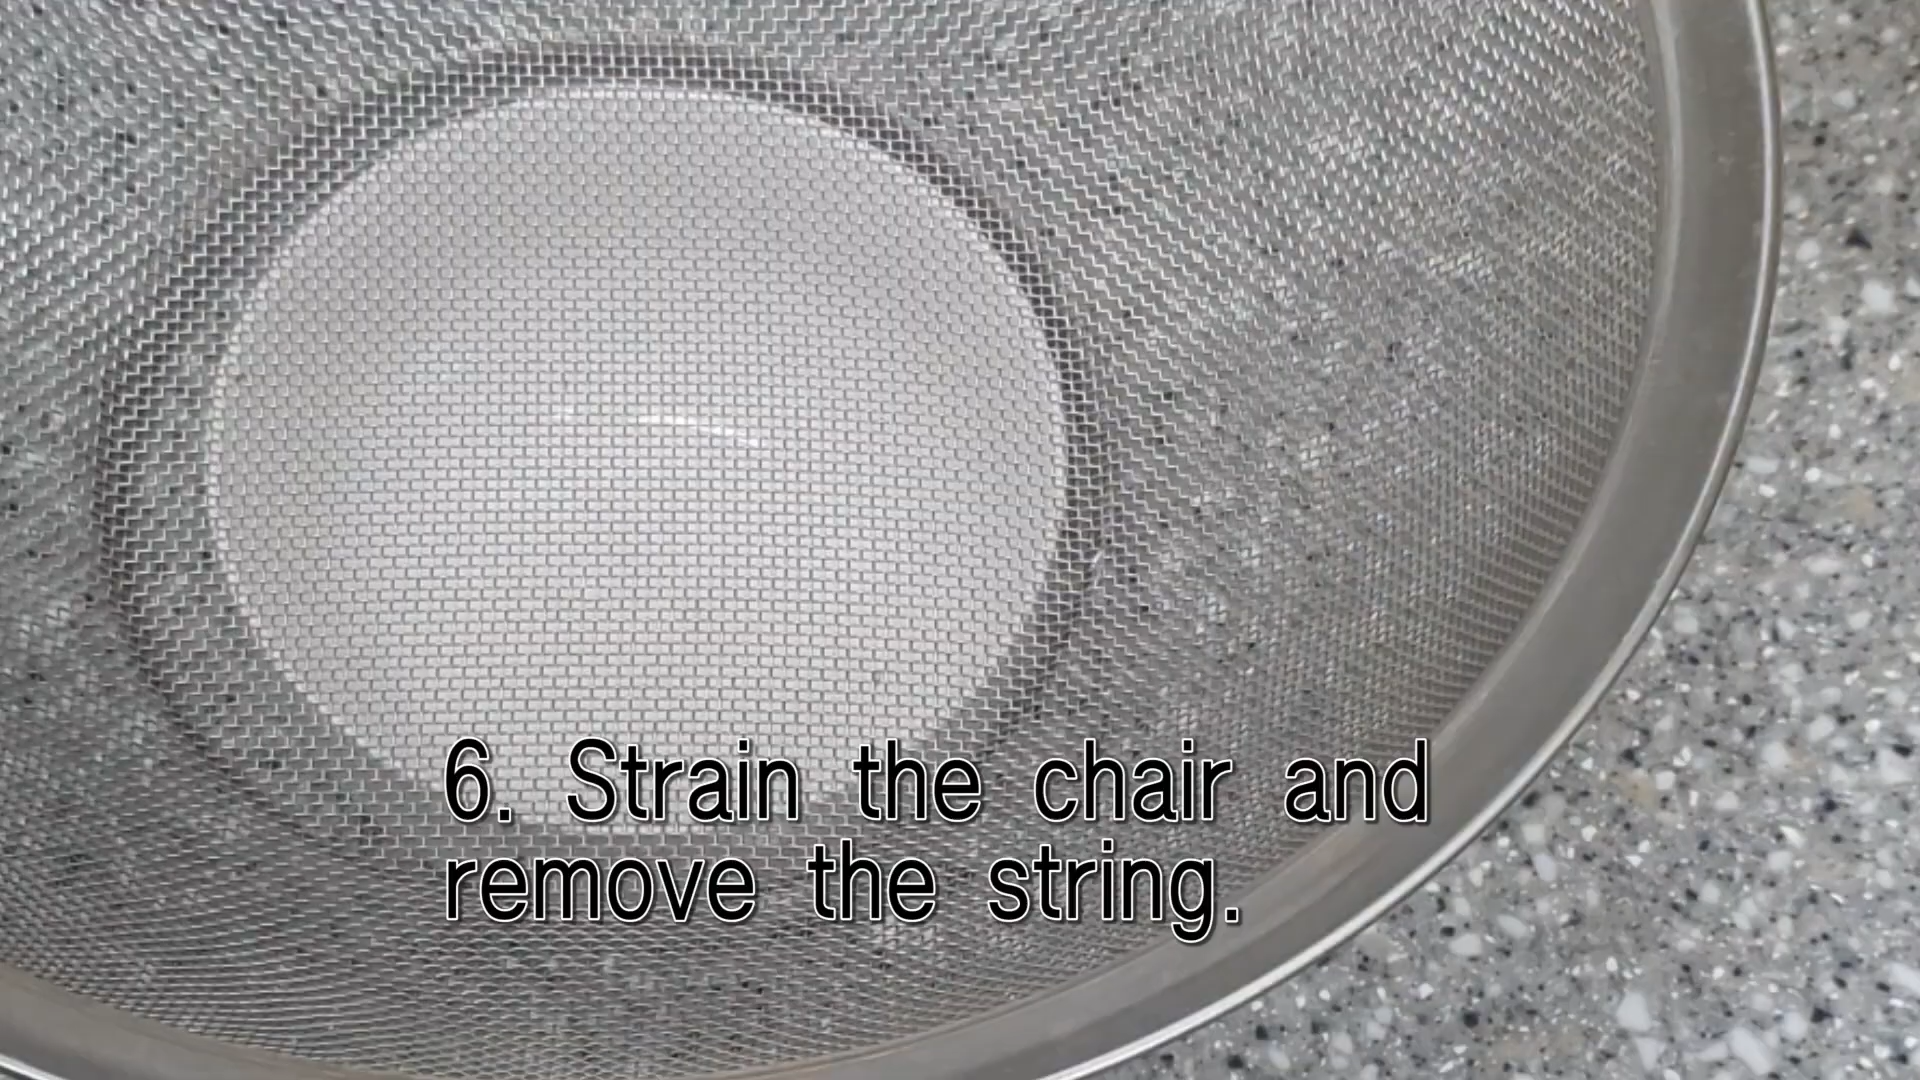 6. Strain the chair and
remove the string.